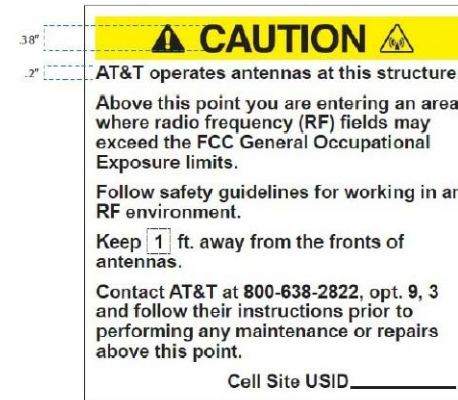 .38"
CAUTION
.2"
AT&T operates antennas at this structure.
Above this point you are entering an area
where radio frequency (RF) fields may
exceed the FCC General Occupational
Exposure limits.
Follow safety guidelines for working in an
RF environment.
Keep 1 ft. away from the fronts of
antennas.
Contact AT&T at 800-638-2822, opt. 9, 3
and follow their instructions prior to
performing any maintenance or repairs
above this point.
Cell Site USID